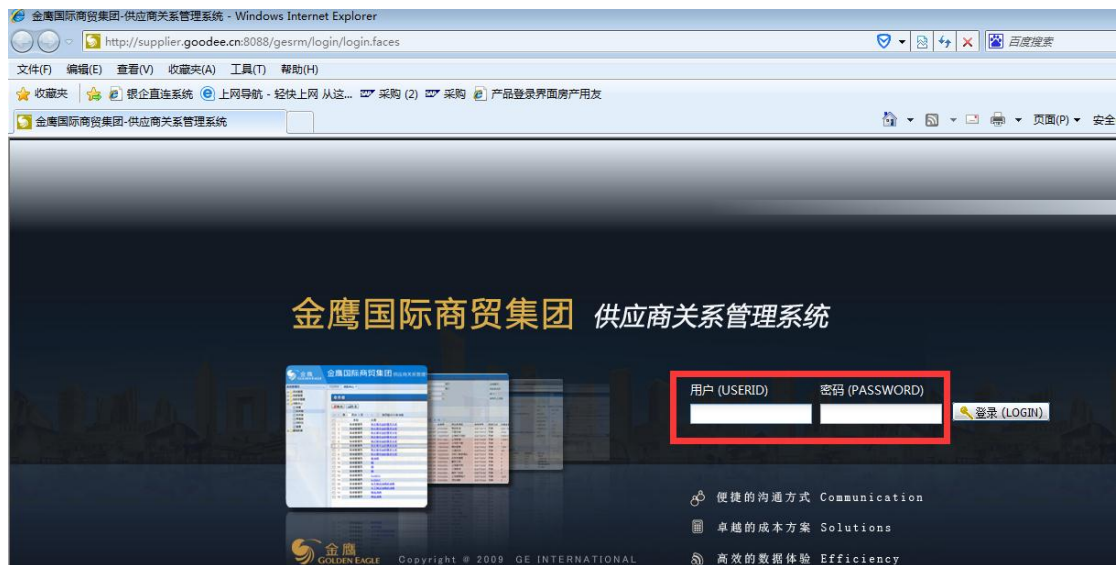 金鹰国际商贸集团-供应商关系管理系统 - Windows Internet Explorer
http://supplier.goodee.cn:8088/gesrm/login/login.faces
百度搜索
文件(F) 编辑(E) 查看(V) 收藏夹(A) 工具(T) 帮助(H)
收藏夹 银企直连系统 上网导航 - 轻快上网 从这... 采购 (2) 采购 产品登录界面房产用友
金鹰国际商贸集团-供应商关系管理系统
页面(P) 安全
金鹰国际商贸集团 供应商关系管理系统
金鹰国际商贸集团
用户 (USERID) 密码 (PASSWORD)
登录 (LOGIN)
便捷的沟通方式 Communication
卓越的成本方案 Solutions
高效的数据体验 Efficiency
金鹰
GOLDEN EAGLE Copyright @ 2009 GE INTERNATIONAL